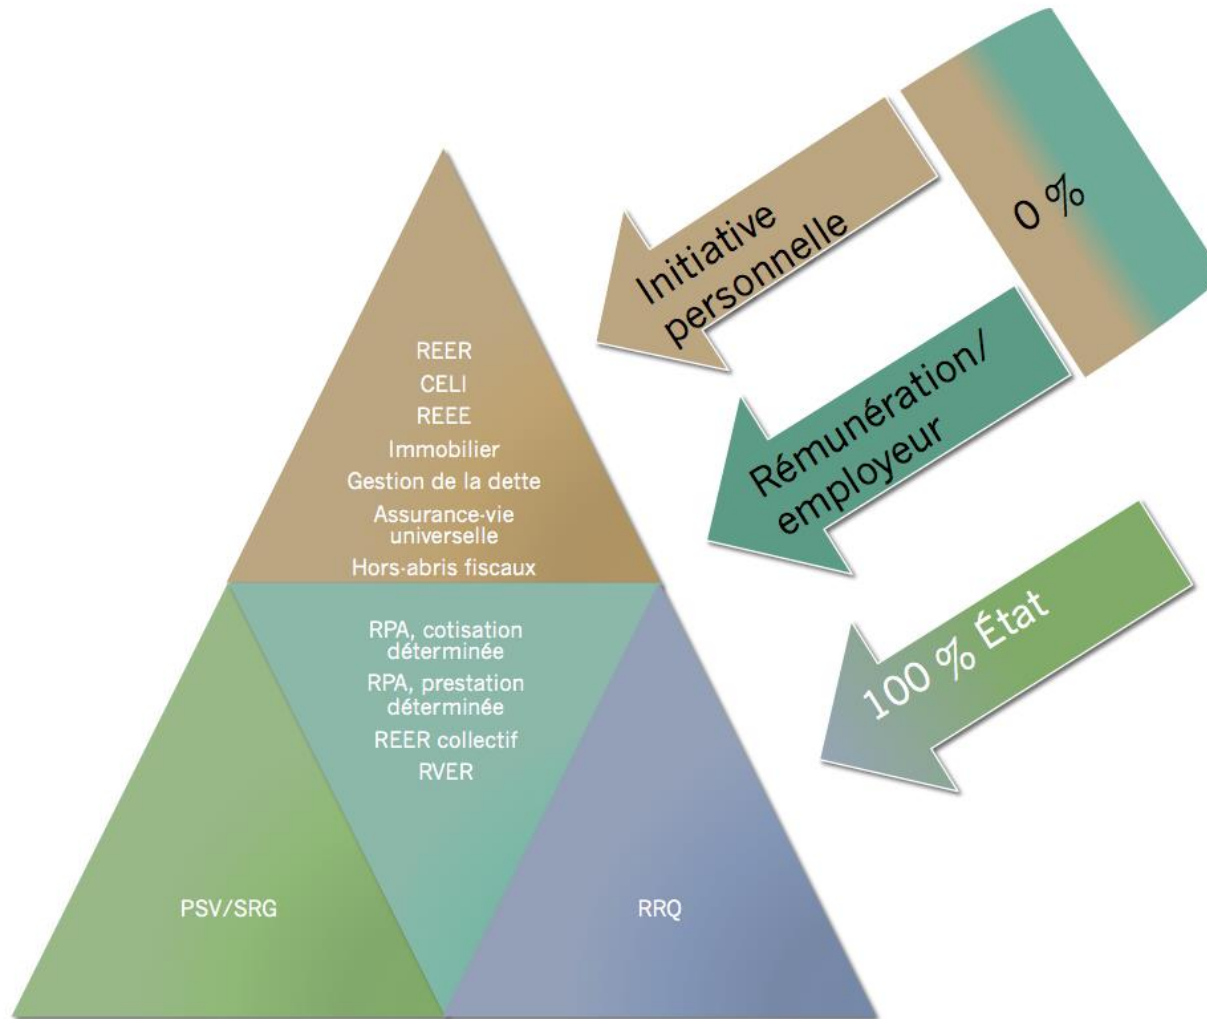 0 %
Initiative
personnelle
Rémunération/
employeur
100 % État
REER
CELI
REEE
Immobilier
Gestion de la dette
Assurance-vie
universelle
Hors-abris fiscaux
RPA, cotisation
déterminée
RPA, prestation
déterminée
REER collectif
RVER
PSV/SRG
RRQ